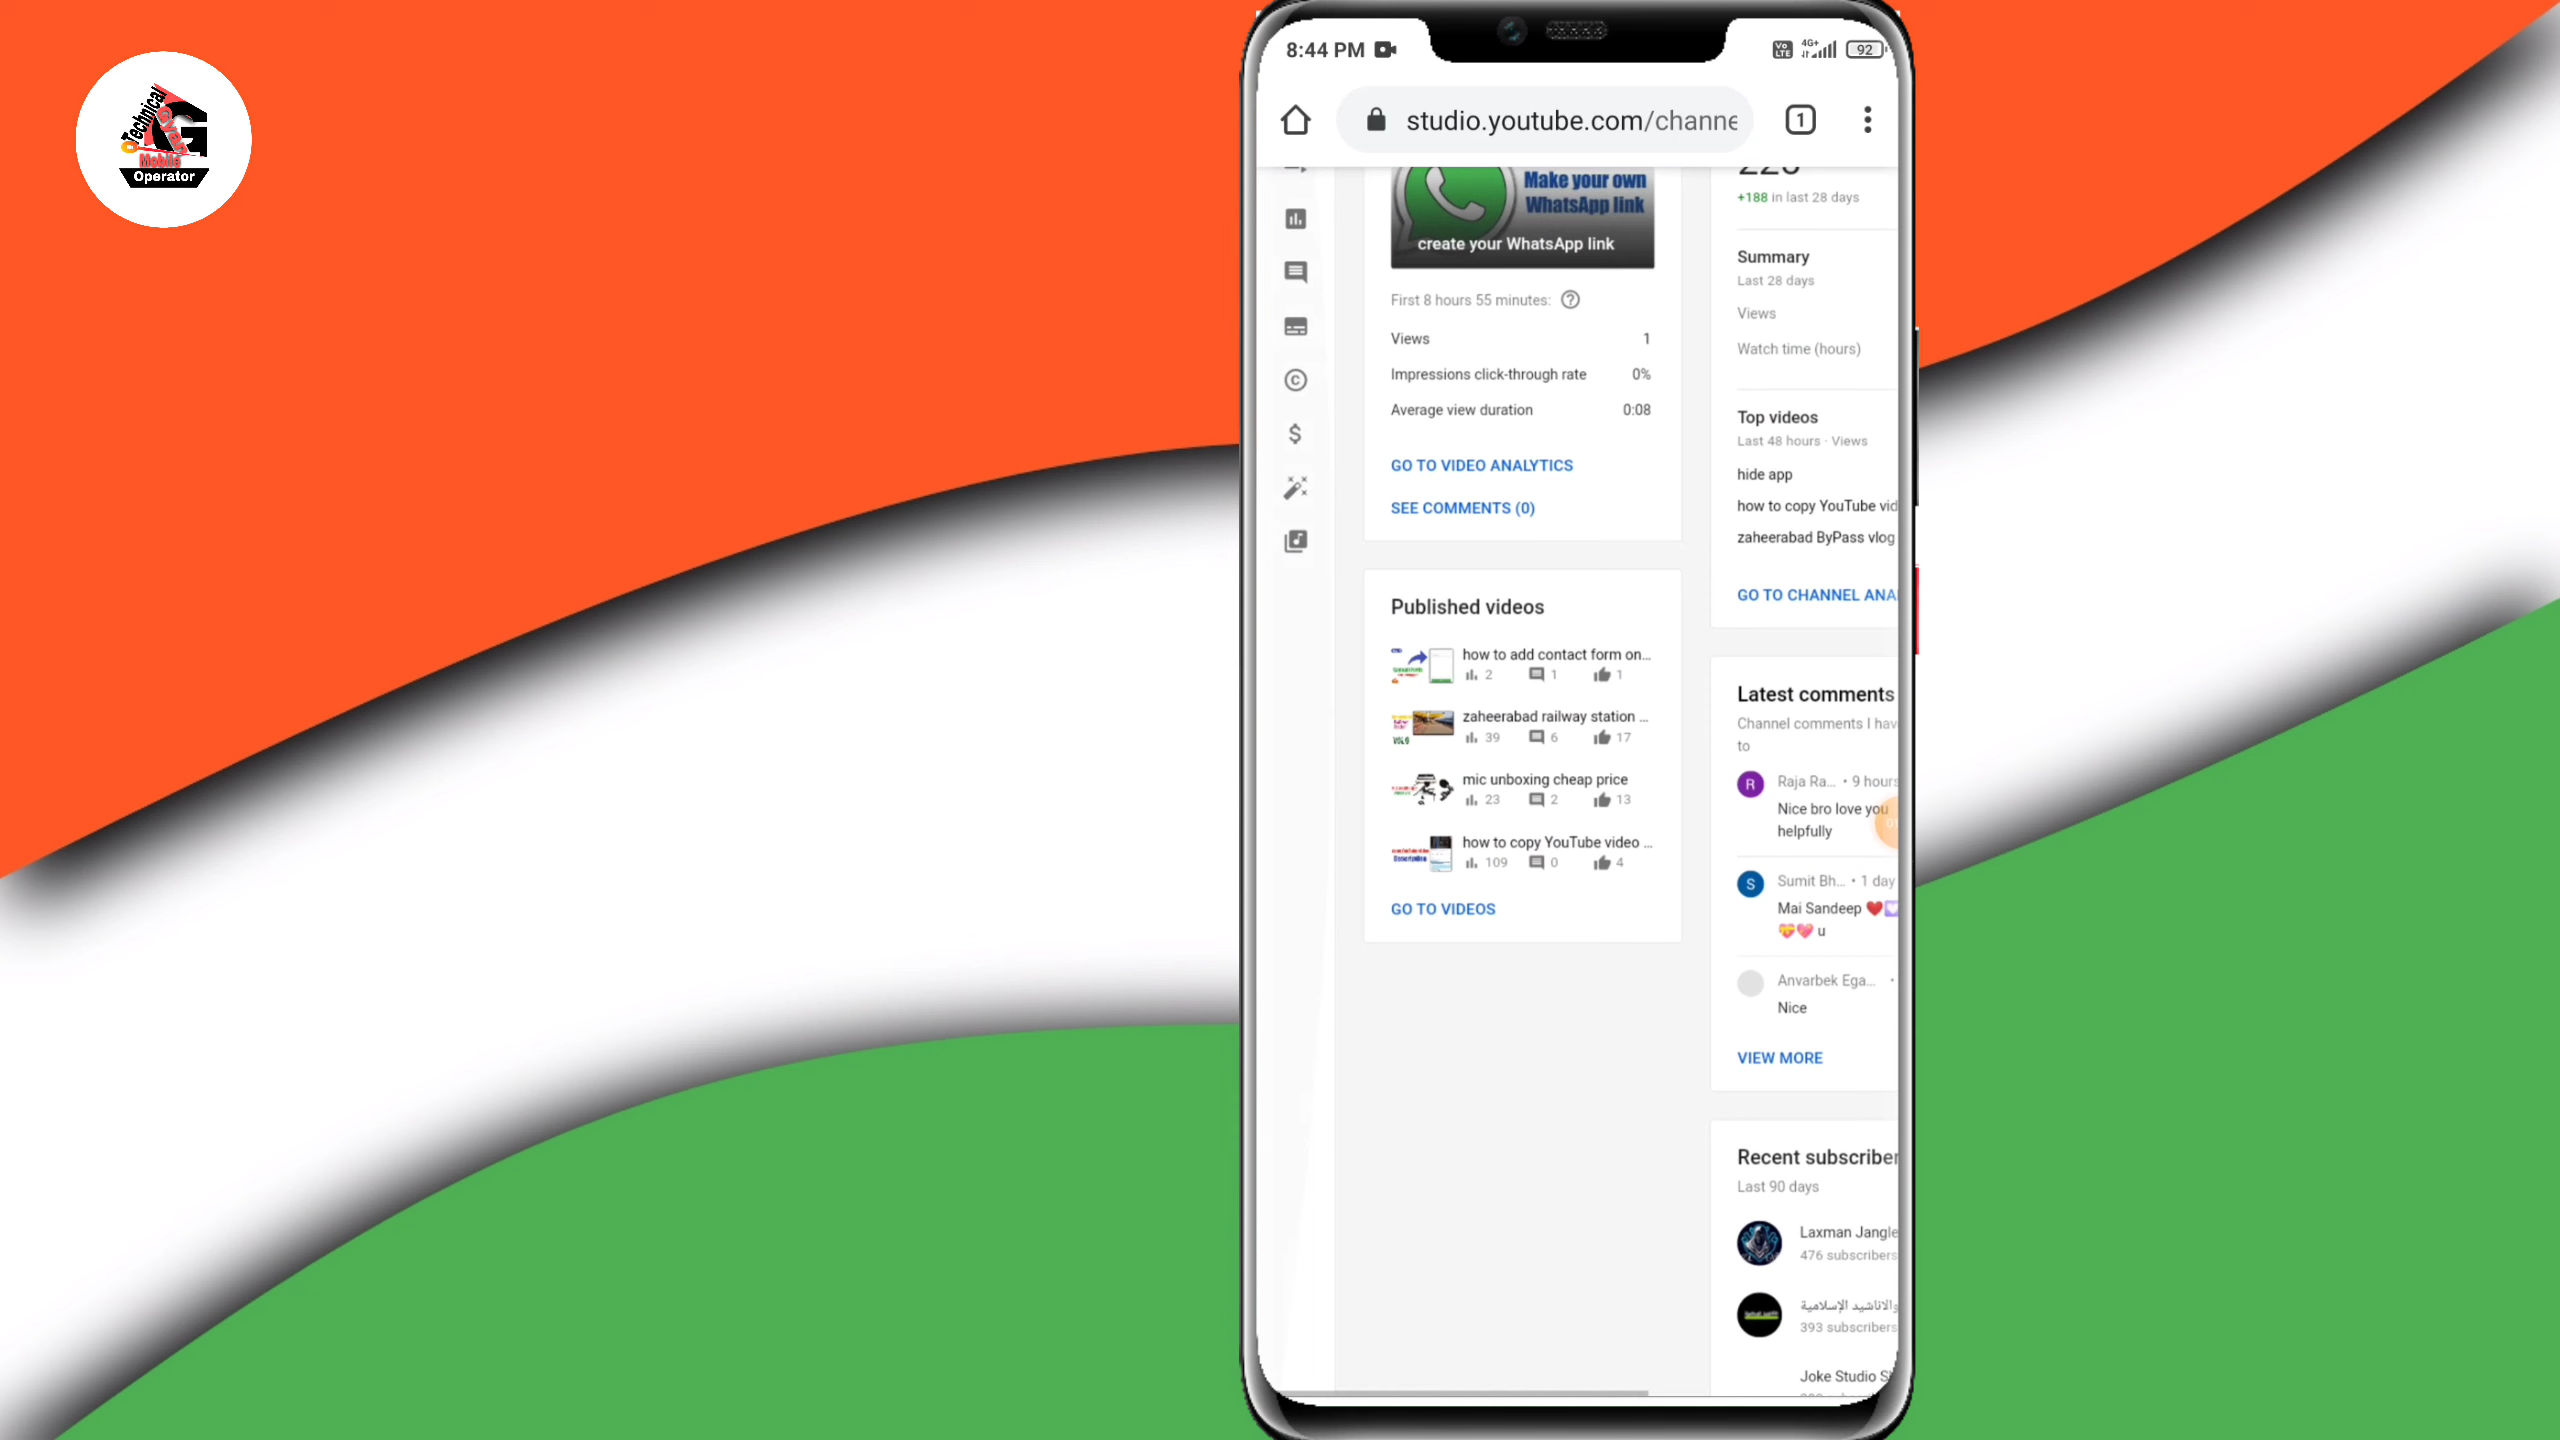 Technical
Gyan
Mobile
Operator
8:44 PM
Vo
LTE
4G+
92
studio.youtube.com/channe
1
Make your own
WhatsApp link
create your WhatsApp link
First 8 hours 55 minutes:
Views 1
Impressions click-through rate 0%
Average view duration 0:08
GO TO VIDEO ANALYTICS
SEE COMMENTS (0)
Published videos
how to add contact form on...
2 1 1
zaheerabad railway station ...
39 6 17
mic unboxing cheap price
23 2 13
how to copy YouTube video ...
109 0 4
GO TO VIDEOS
+188 in last 28 days
Summary
Last 28 days
Views
Watch time (hours)
Top videos
Last 48 hours · Views
hide app
how to copy YouTube vid
zaheerabad ByPass vlog
GO TO CHANNEL ANA
Latest comments
Channel comments I hav
to
R
Raja Ra... • 9 hours
Nice bro love you
helpfully
S
Sumit Bh... • 1 day
Mai Sandeep ❤️
💝💖 u
Anvarbek Ega... •
Nice
VIEW MORE
Recent subscriber
Last 90 days
Laxman Jangle
476 subscribers
والاناشيد الإسلامية
393 subscribers
Joke Studio S